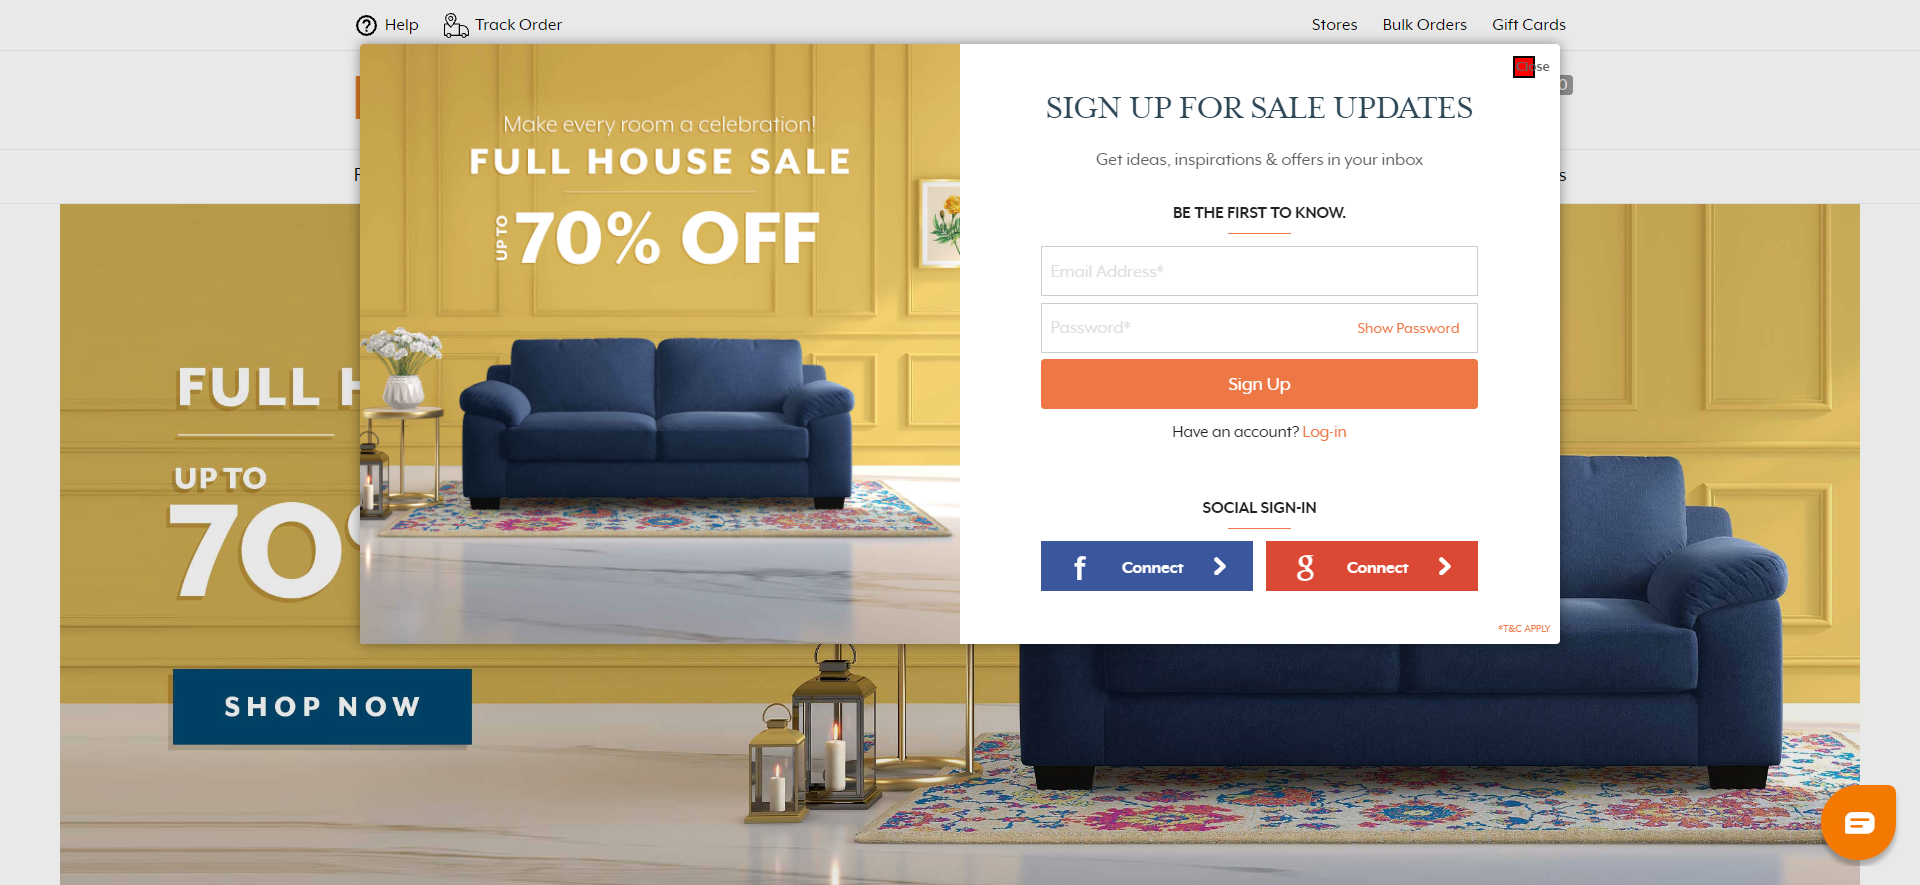 Help
Track Order
Stores
Bulk Orders
Gift Cards
Close
Make every room a celebration!
FULL HOUSE SALE
UP TO
70% OFF
SIGN UP FOR SALE UPDATES
Get ideas, inspirations & offers in your inbox
BE THE FIRST TO KNOW.
Email Address*
Password*
Show Password
Sign Up
Have an account? Log-in
SOCIAL SIGN-IN
f Connect
g Connect
*T&C APPLY
FULL H
UP TO
70%
SHOP NOW